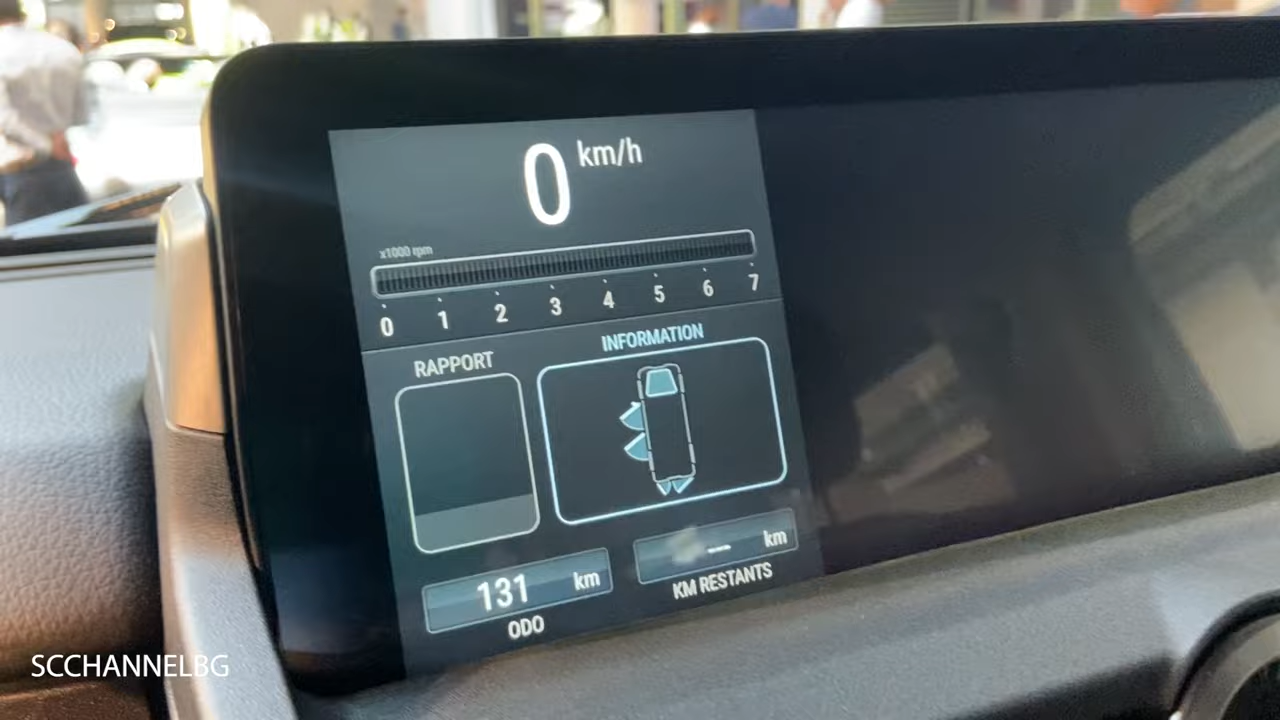 0 km/h
x1000 rpm
0 1 2 3 4 5 6 7
RAPPORT
INFORMATION
131 km
ODO
-- km
KM RESTANTS
SCCHANNELBG